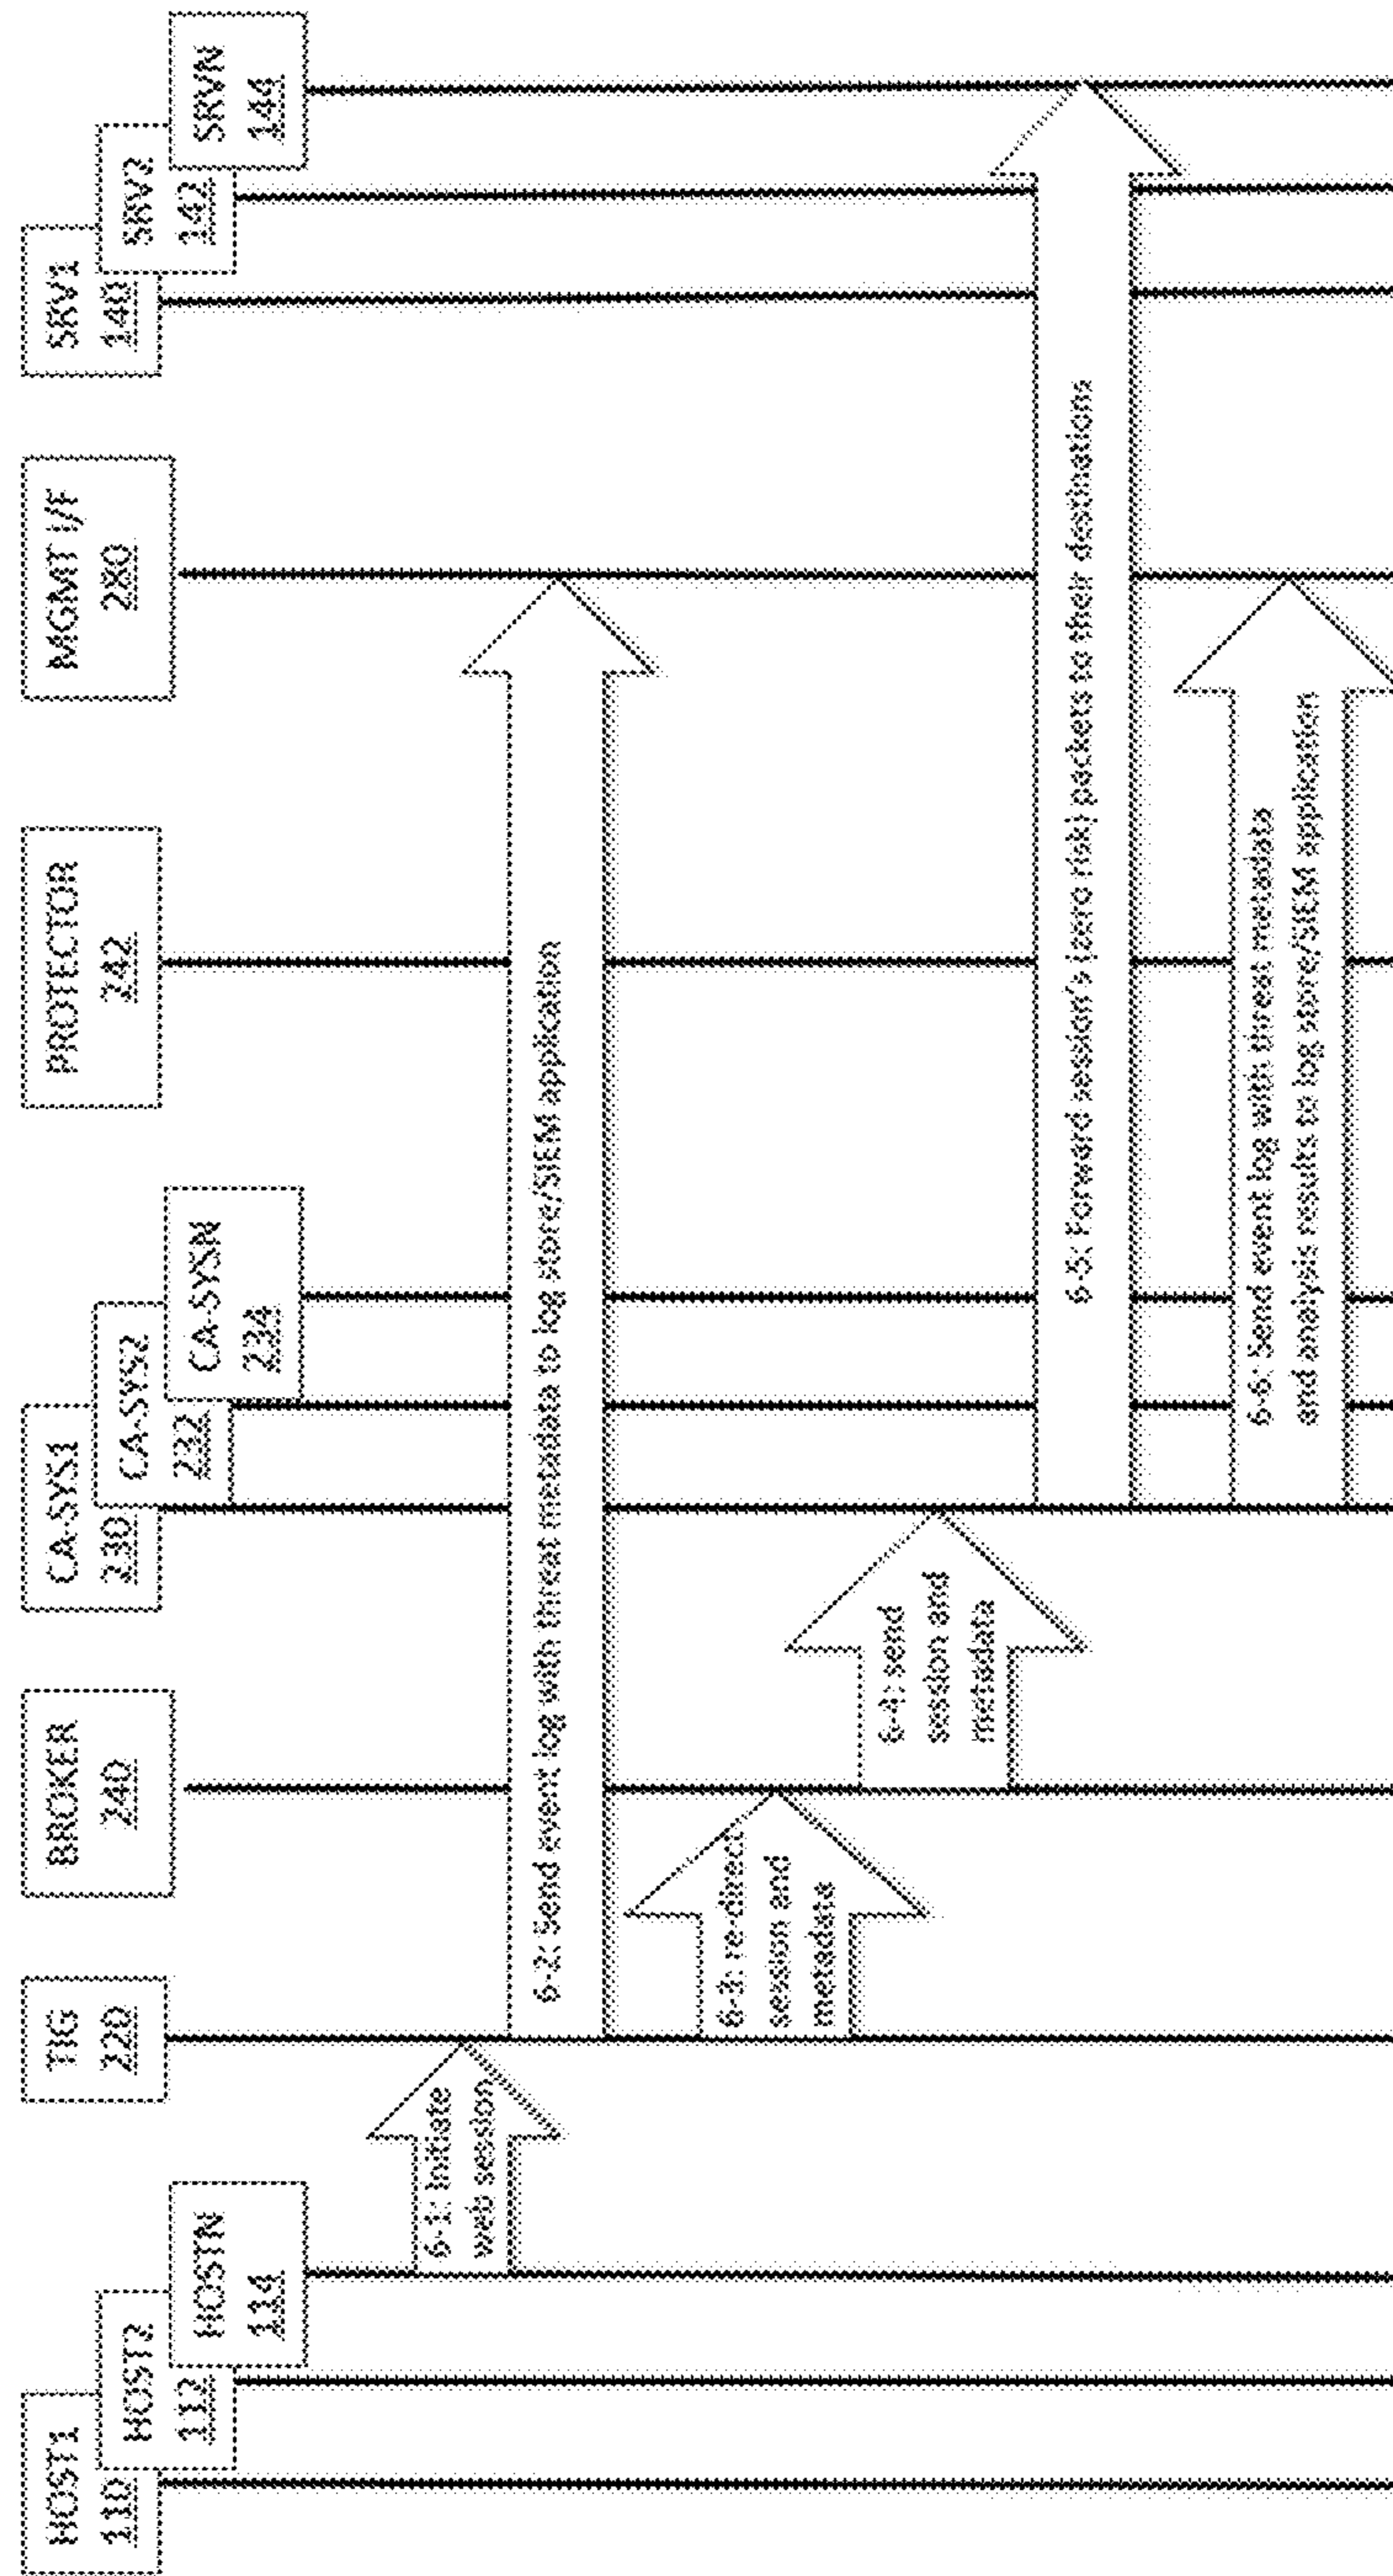 HOST1
110
HOST2
112
HOSTN
114
TIG
220
BROKER
240
CA-SYS1
230
CA-SYS2
232
CA-SYSN
234
PROTECTOR
242
MGMT I/F
280
SRV1
140
SRV2
142
SRVN
144
6-1: Initiate
web session
6-2: Send event log with threat metadata to log store/SIEM application
6-3: re-direct
session and
metadata
6-4: send
session and
metadata
6-5: Forward session's (zero risk) packets to their destinations
6-6: Send event log with threat metadata
and analysis results to log store/SIEM application